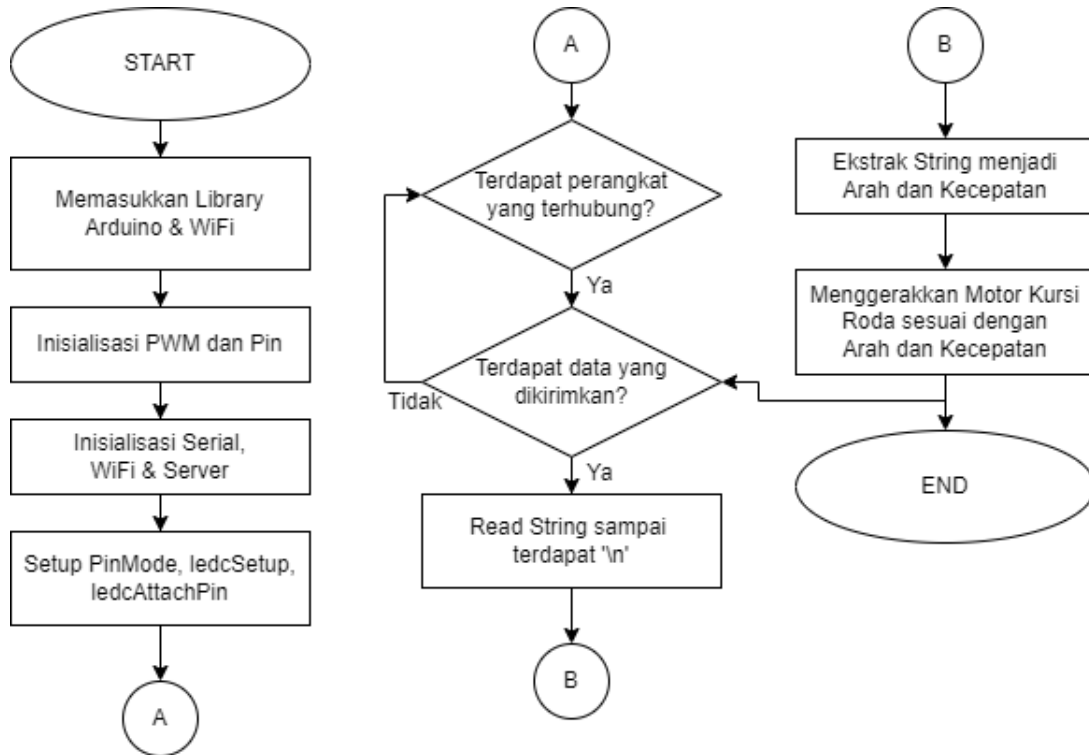 START
Memasukkan Library
Arduino & WiFi
Inisialisasi PWM dan Pin
Inisialisasi Serial,
WiFi & Server
Setup PinMode, ledcSetup,
ledcAttachPin
A
A
Terdapat perangkat
yang terhubung?
Ya
Terdapat data yang
dikirimkan?
Tidak
Ya
Read String sampai
terdapat '\n'
B
B
Ekstrak String menjadi
Arah dan Kecepatan
Menggerakkan Motor Kursi
Roda sesuai dengan
Arah dan Kecepatan
END